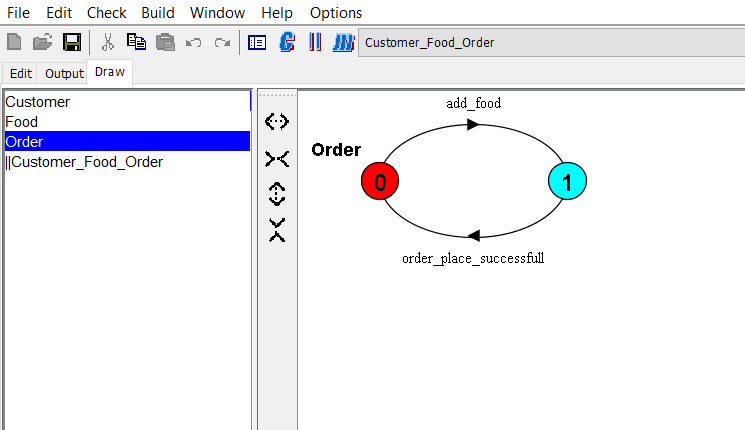 File Edit Check Build Window Help Options
Customer_Food_Order
Edit Output Draw
Customer
Food
Order
||Customer_Food_Order
add_food
Order
0
1
order_place_successfull